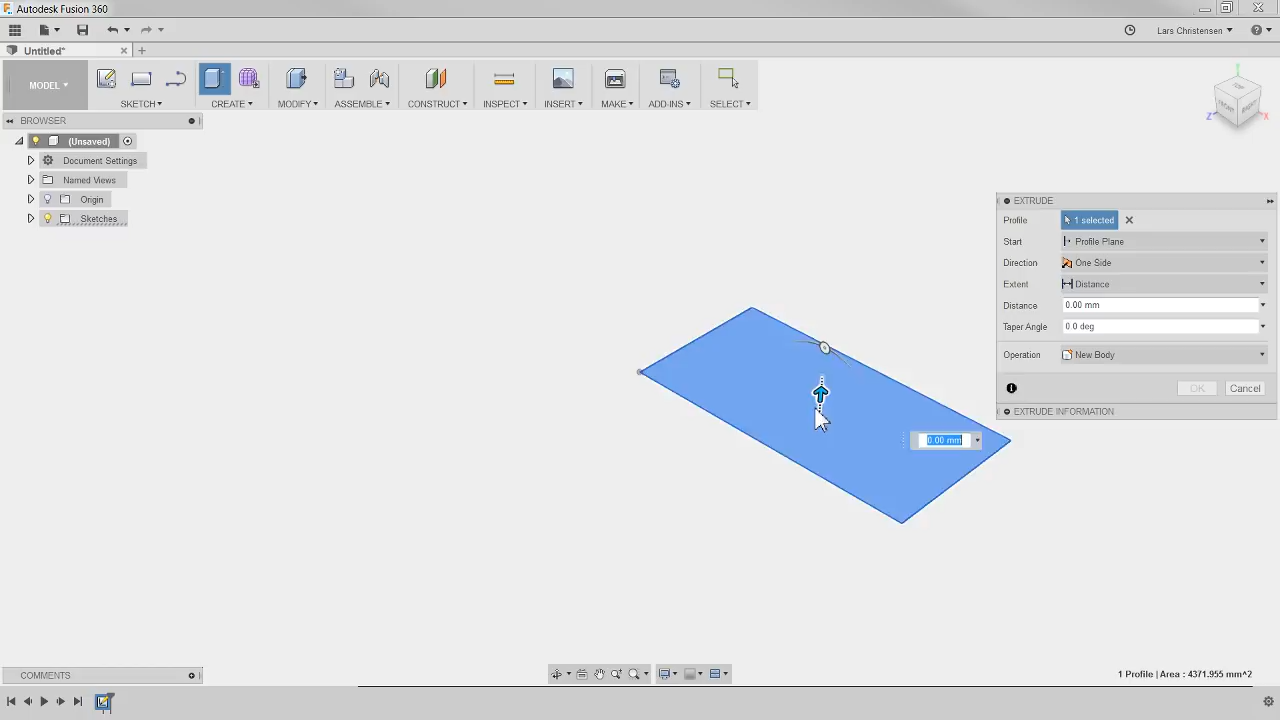 Autodesk Fusion 360
Lars Christensen
Untitled*
MODEL
SKETCH
CREATE
MODIFY
ASSEMBLE
CONSTRUCT
INSPECT
INSERT
MAKE
ADD-INS
SELECT
BROWSER
(Unsaved)
Document Settings
Named Views
Origin
Sketches
TOP
FRONT
RIGHT
Z
X
Y
EXTRUDE
Profile 1 selected
Start Profile Plane
Direction One Side
Extent Distance
Distance 0.00 mm
Taper Angle 0.0 deg
Operation New Body
OK Cancel
EXTRUDE INFORMATION
0.00 mm
COMMENTS
1 Profile | Area : 4371.955 mm^2